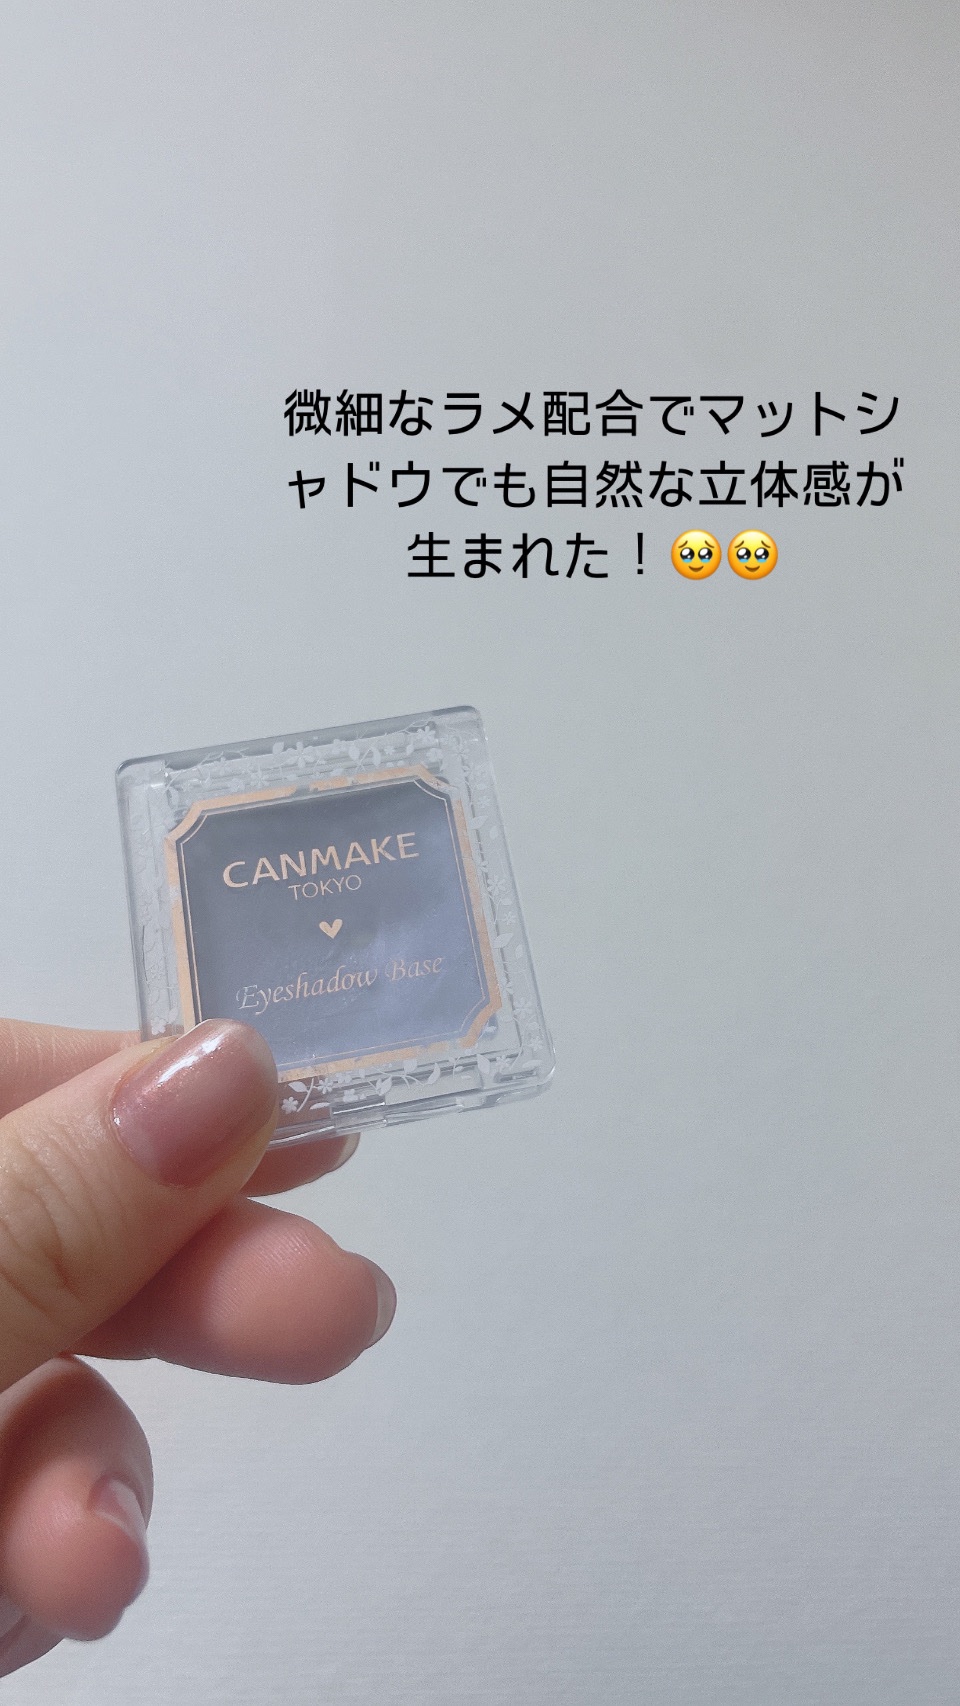 微細なラメ配合でマットシ
ャドウでも自然な立体感が
生まれた！🥹🥹
CANMAKE
TOKYO
Eyeshadow Base